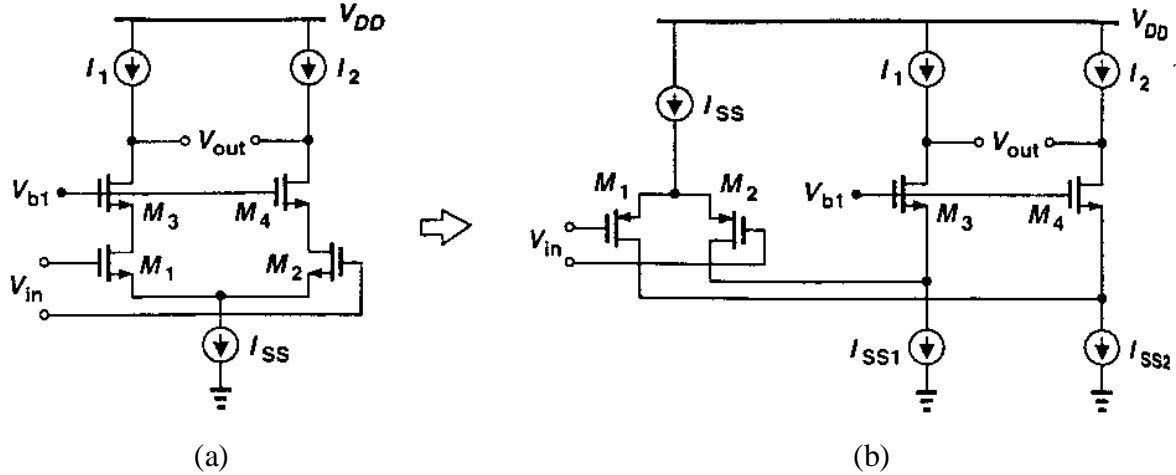 V_DD
I_1
I_2
V_out
V_b1
M_3
M_4
M_1
M_2
V_in
I_SS
(a)
V_DD
I_SS
I_1
I_2
V_out
M_1
M_2
V_b1
M_3
M_4
V_in
I_SS1
I_SS2
(b)